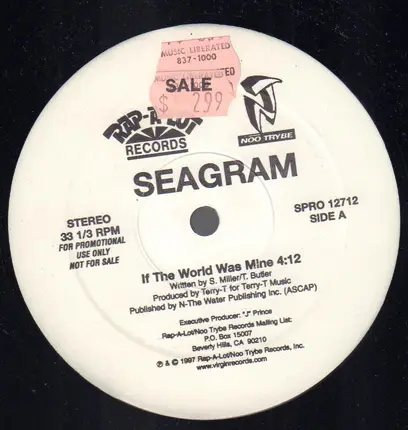 MUSIC LIBERATED
837-1000
MUSIC LIBERATED
SALE
$ 2.99
RAP-A-LOT
RECORDS
NOO TRYBE
SEAGRAM
STEREO
33 1/3 RPM
FOR PROMOTIONAL
USE ONLY
NOT FOR SALE
SPRO 12712
SIDE A
If The World Was Mine 4:12
Written by S. Miller/T. Butler
Produced by Terry-T for Terry-T Music
Published by N-The Water Publishing Inc. (ASCAP)
Executive Producer: "J" Prince
Rap-A-Lot/Noo Trybe Records Mailing List:
P.O. Box 15007
Beverly Hills, CA 90210
℗ & © 1997 Rap-A-Lot/Noo Trybe Records, Inc.
www.virginrecords.com